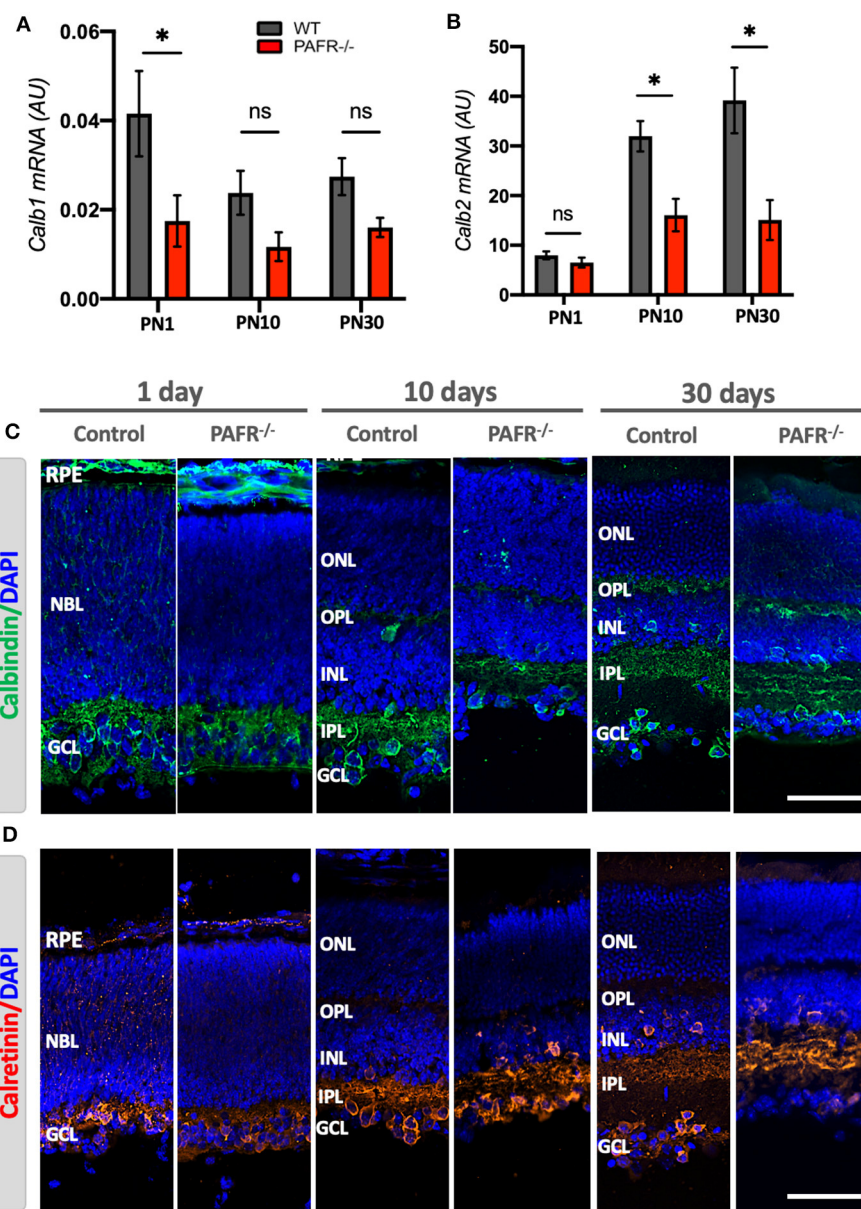 A
0.06
0.04
0.02
0.00
Calb1 mRNA (AU)
*
ns
ns
WT
PAFR-/-
PN1
PN10
PN30
B
50
40
30
20
10
0
Calb2 mRNA (AU)
ns
*
*
PN1
PN10
PN30
1 day
10 days
30 days
C
Control
PAFR-/-
Control
PAFR-/-
Control
PAFR-/-
Calbindin/DAPI
RPE
NBL
GCL
ONL
OPL
INL
IPL
GCL
ONL
OPL
INL
IPL
GCL
D
Calretinin/DAPI
RPE
NBL
GCL
ONL
OPL
INL
IPL
GCL
ONL
OPL
INL
IPL
GCL